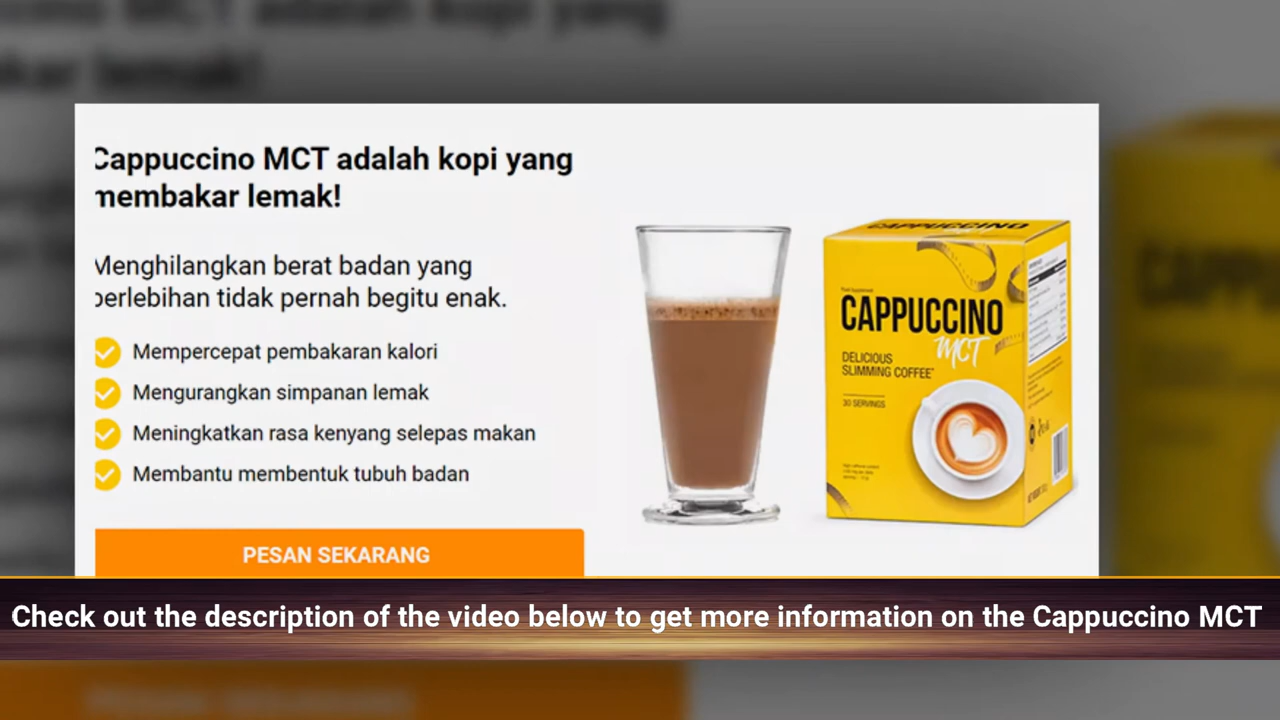 Cappuccino MCT adalah kopi yang
membakar lemak!
Menghilangkan berat badan yang
berlebihan tidak pernah begitu enak.
Mempercepat pembakaran kalori
Mengurangkan simpanan lemak
Meningkatkan rasa kenyang selepas makan
Membantu membentuk tubuh badan
PESAN SEKARANG
CAPPUCCINO
CAPPUCCINO
MCT
DELICIOUS
SLIMMING COFFEE
30 SERVINGS
Check out the description of the video below to get more information on the Cappuccino MCT